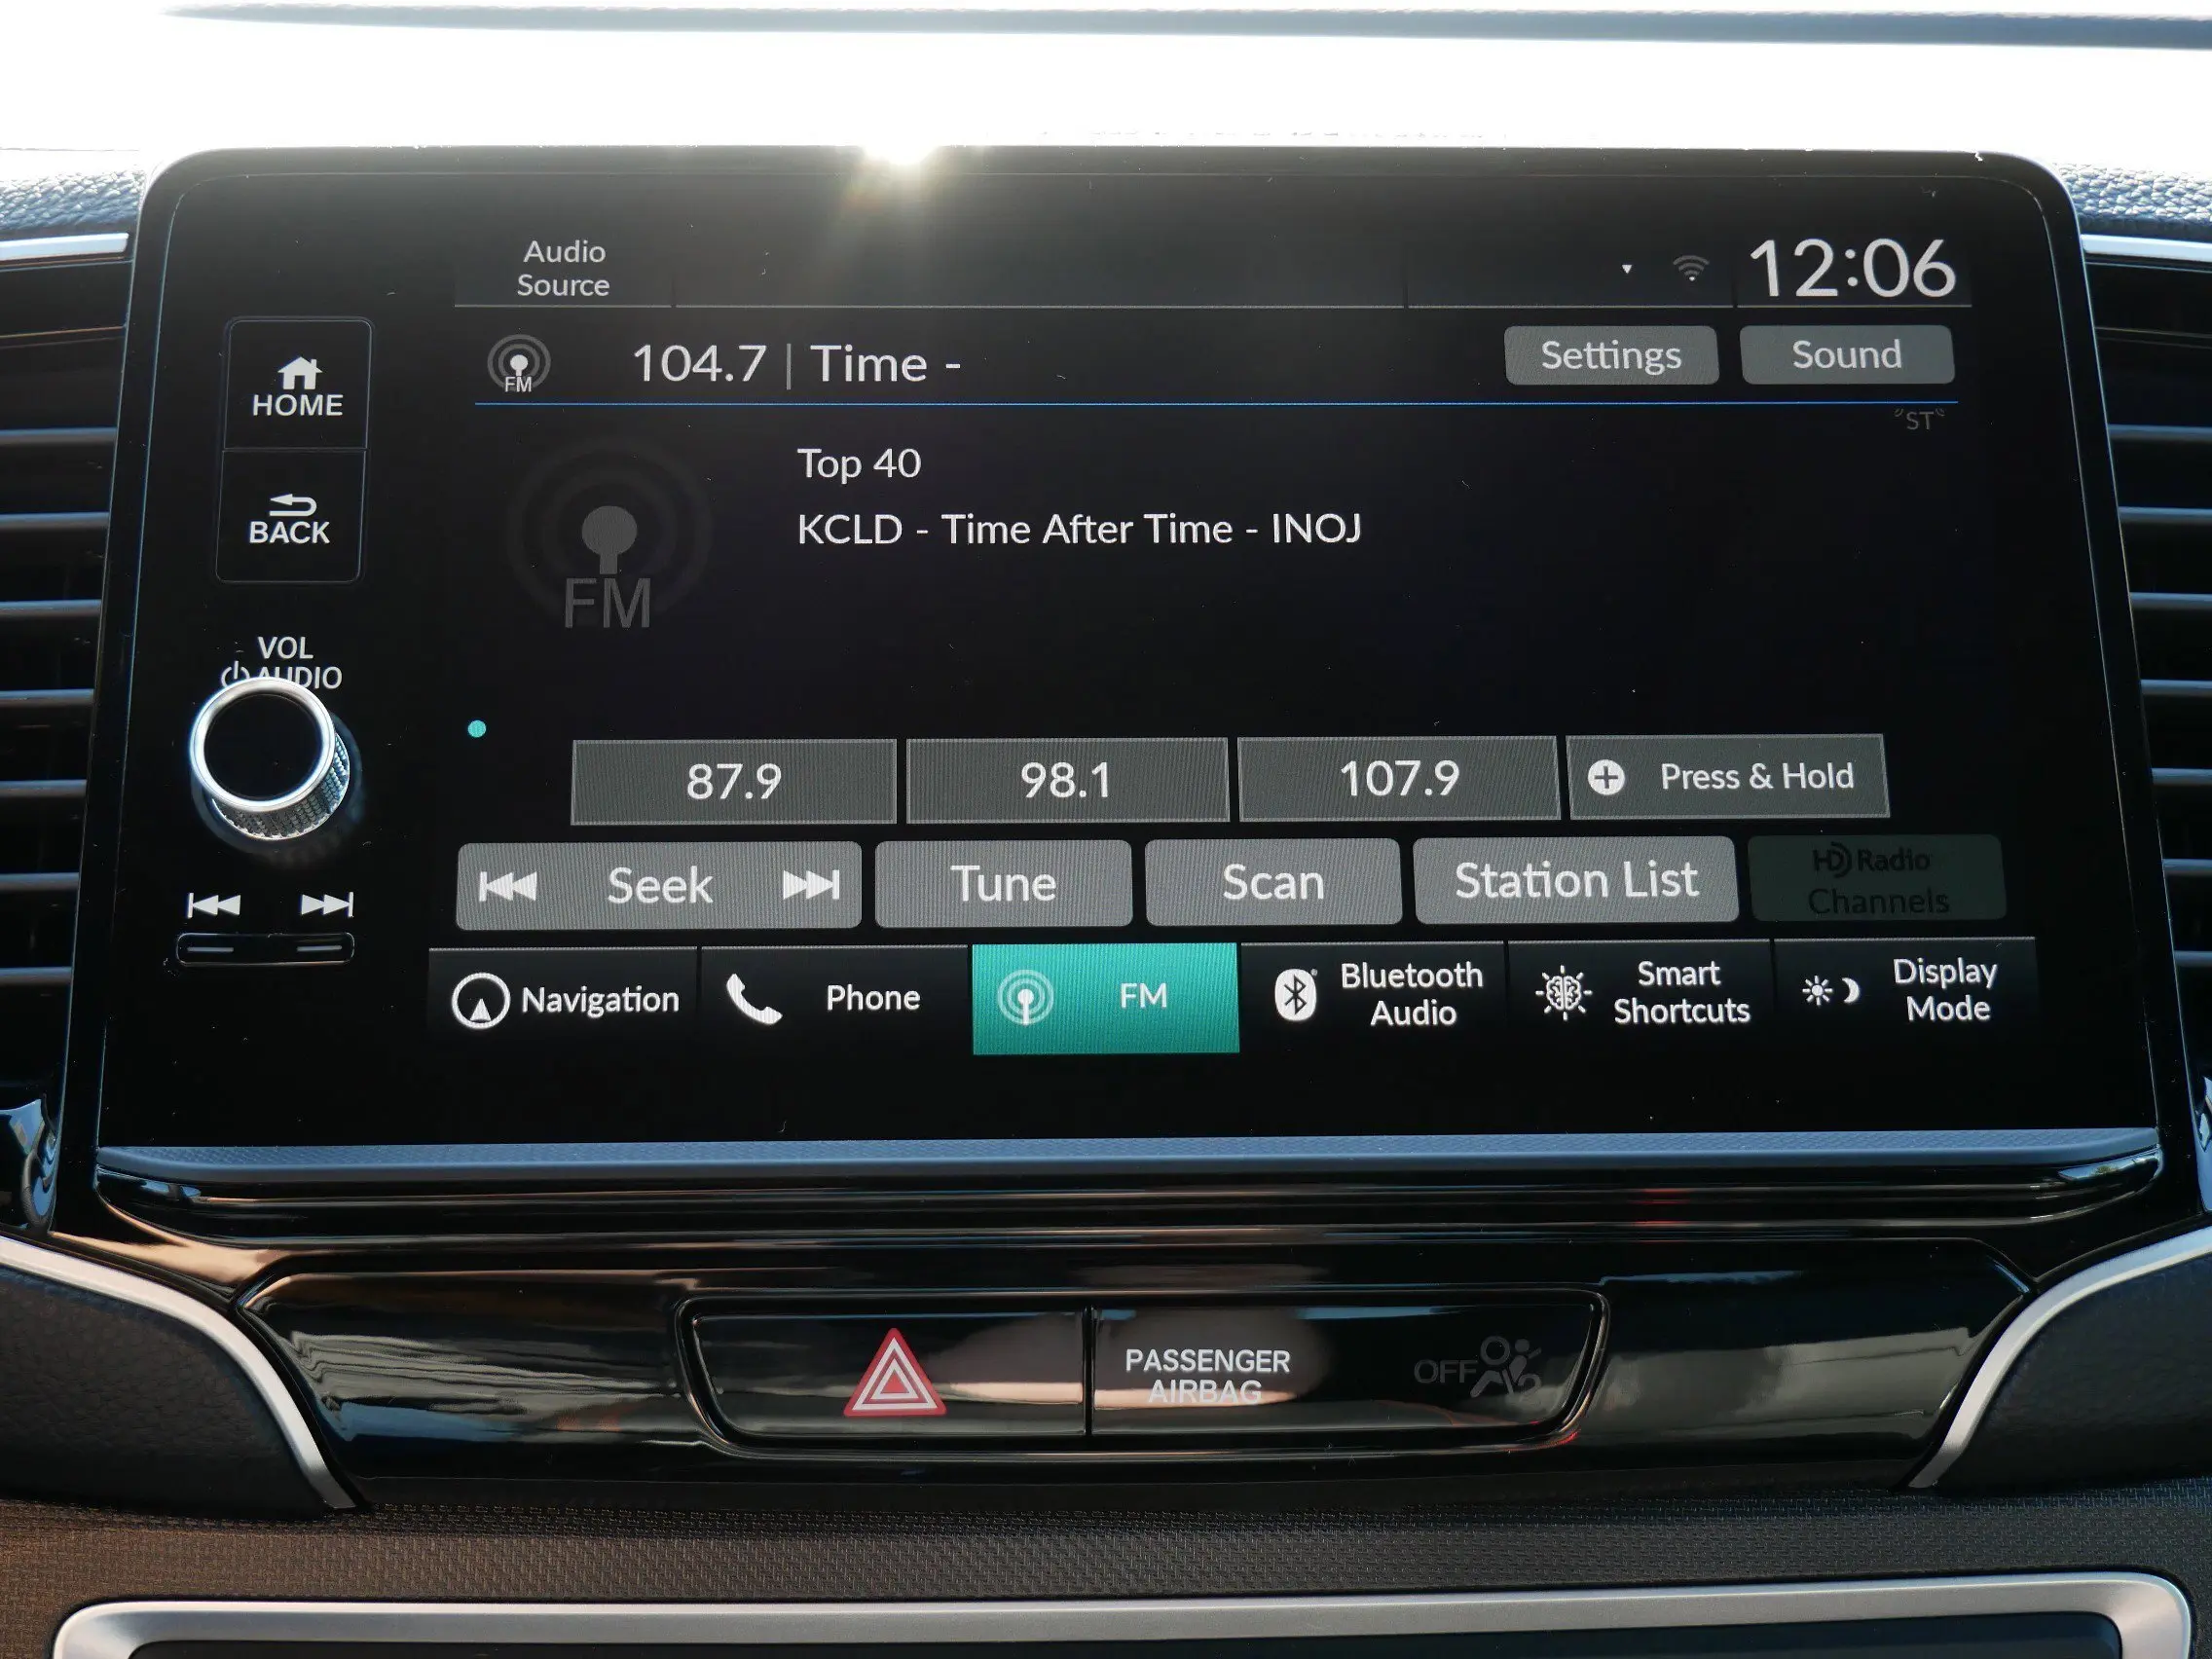 Audio
Source
12:06
FM
104.7 | Time -
Settings
Sound
"ST"
HOME
BACK
FM
Top 40
KCLD - Time After Time - INOJ
VOL
AUDIO
87.9
98.1
107.9
Press & Hold
Seek
Tune
Scan
Station List
HD Radio
Channels
Navigation
Phone
FM
Bluetooth
Audio
Smart
Shortcuts
Display
Mode
PASSENGER
AIRBAG
OFF